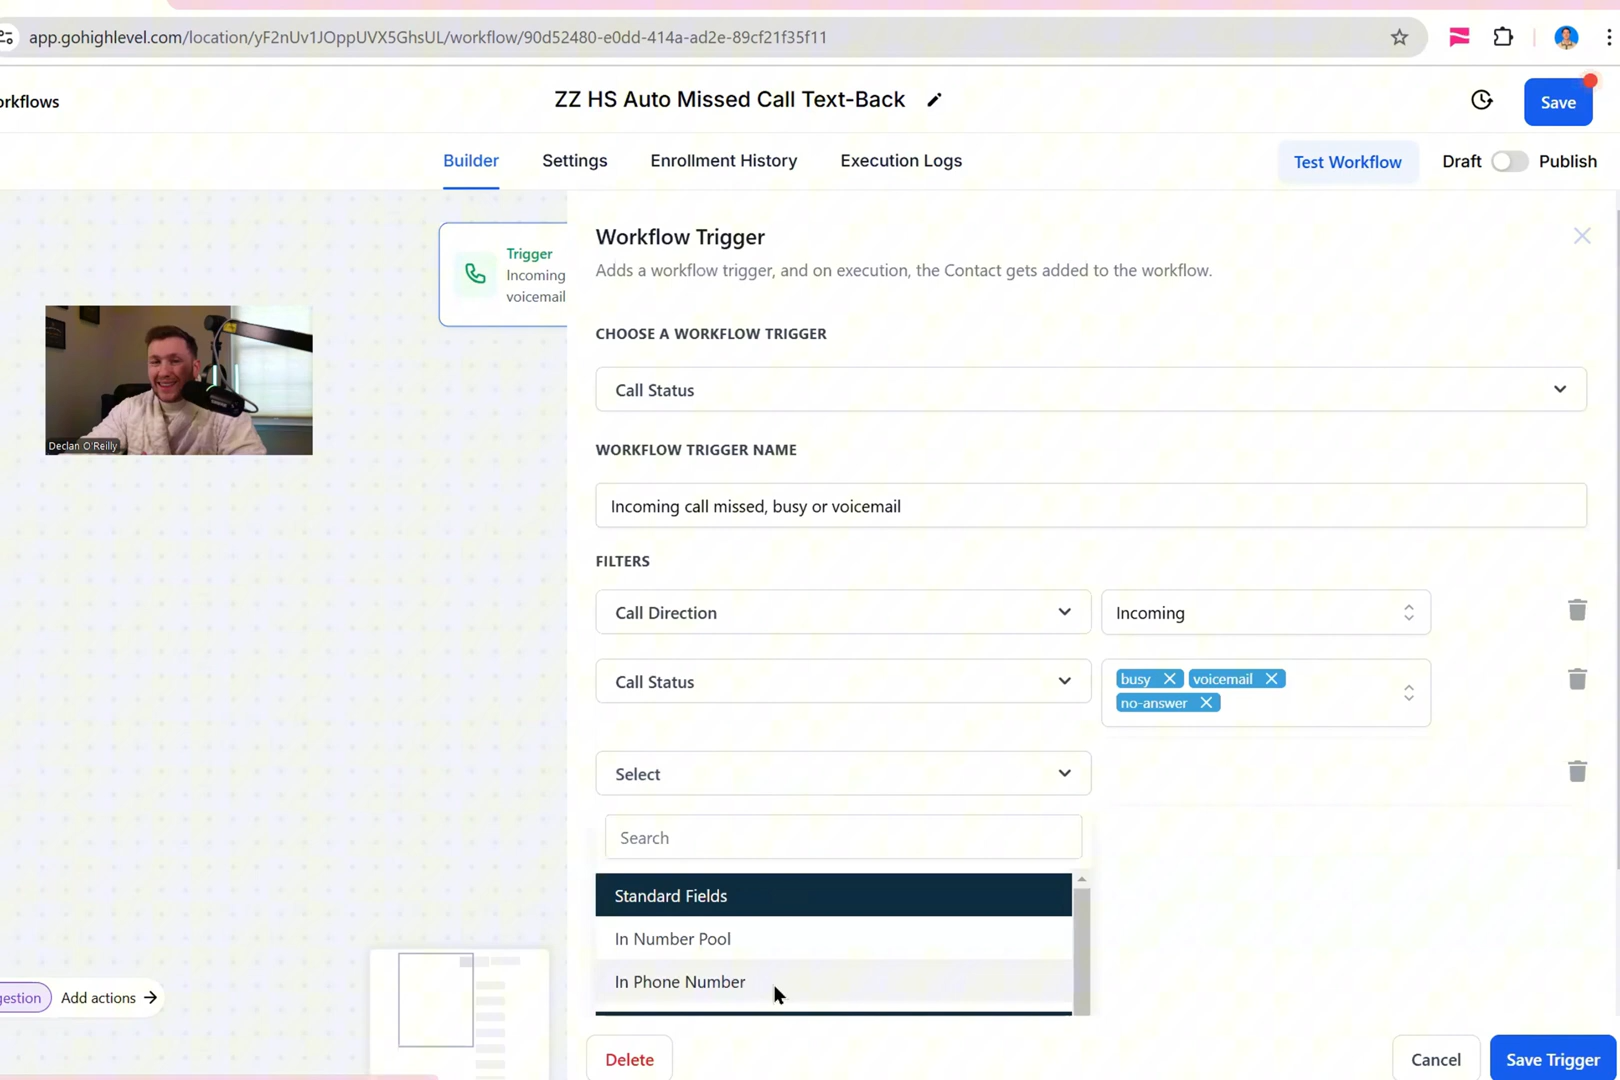 app.gohighlevel.com/location/yF2nUv1JOppUVX5GhsUL/workflow/90d52480-e0dd-414a-ad2e-89cf21f35f11
orkflows
ZZ HS Auto Missed Call Text-Back
Save
Builder
Settings
Enrollment History
Execution Logs
Test Workflow
Draft
Publish
Trigger
Incoming
voicemail
Declan O'Reilly
Workflow Trigger
Adds a workflow trigger, and on execution, the Contact gets added to the workflow.
CHOOSE A WORKFLOW TRIGGER
Call Status
WORKFLOW TRIGGER NAME
Incoming call missed, busy or voicemail
FILTERS
Call Direction
Incoming
Call Status
busy
voicemail
no-answer
Select
Search
Standard Fields
In Number Pool
In Phone Number
gestion
Add actions
Delete
Cancel
Save Trigger